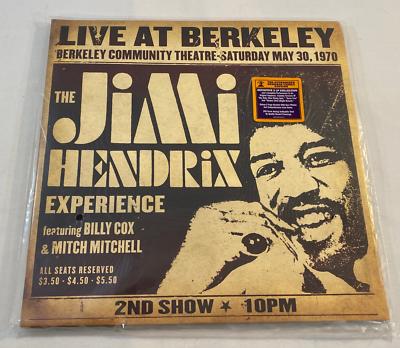 LIVE AT BERKELEY
BERKELEY COMMUNITY THEATRE-SATURDAY MAY 30, 1970
THE
JIMI
HENDRIX
EXPERIENCE
featuring BILLY COX
& MITCH MITCHELL
ALL SEATS RESERVED
$3.50 - $4.50 - $5.50
2ND SHOW ★ 10PM